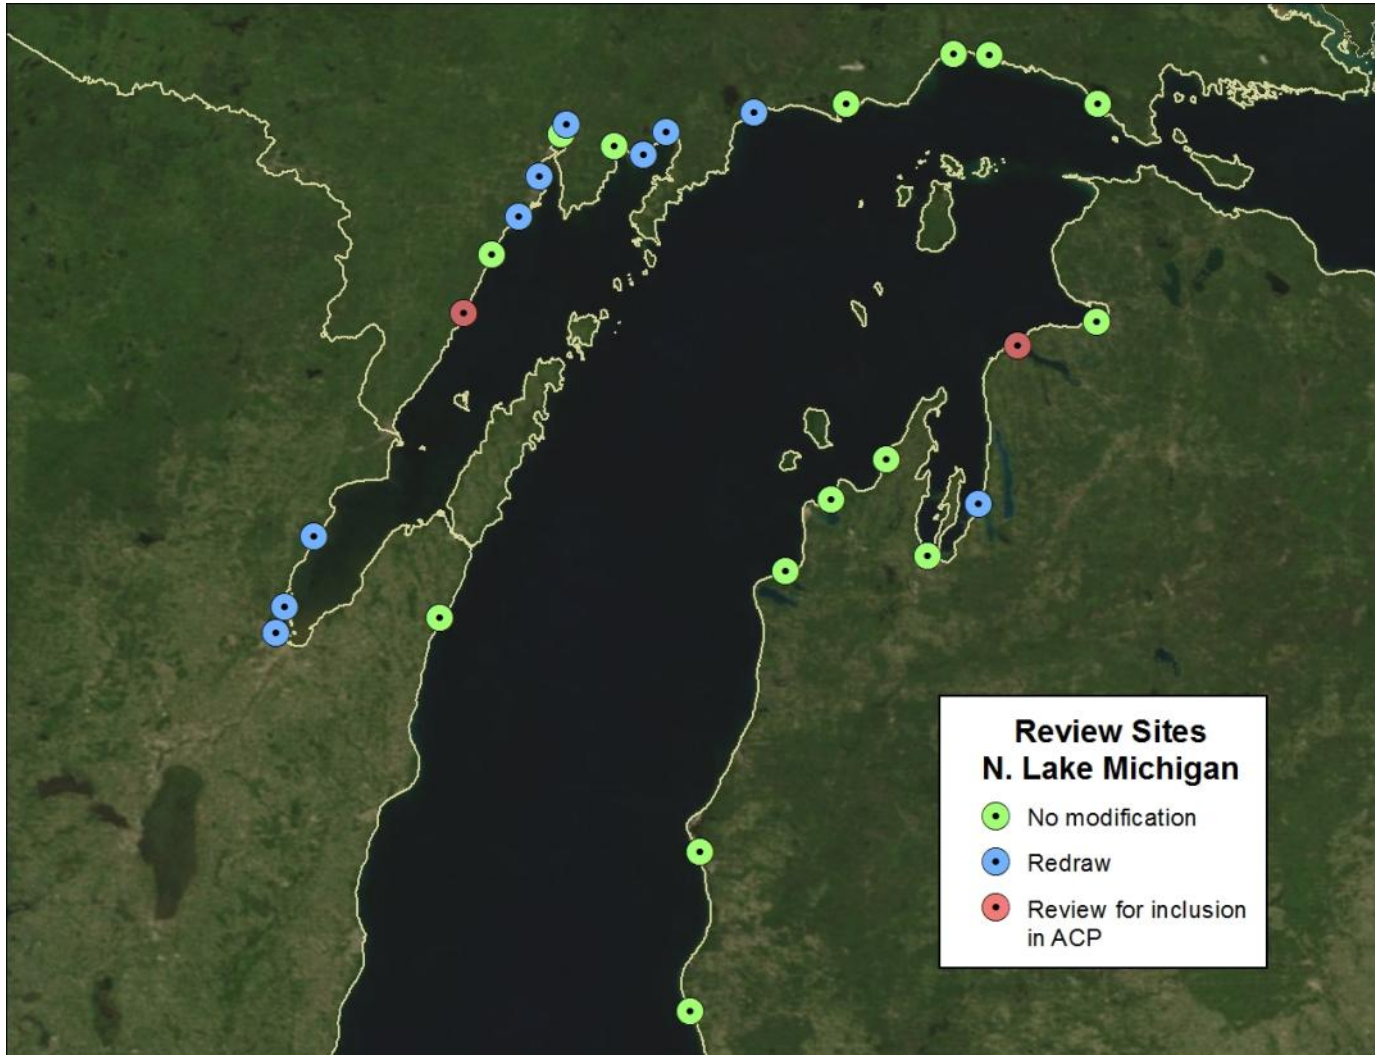 Review Sites
N. Lake Michigan
No modification
Redraw
Review for inclusion
in ACP